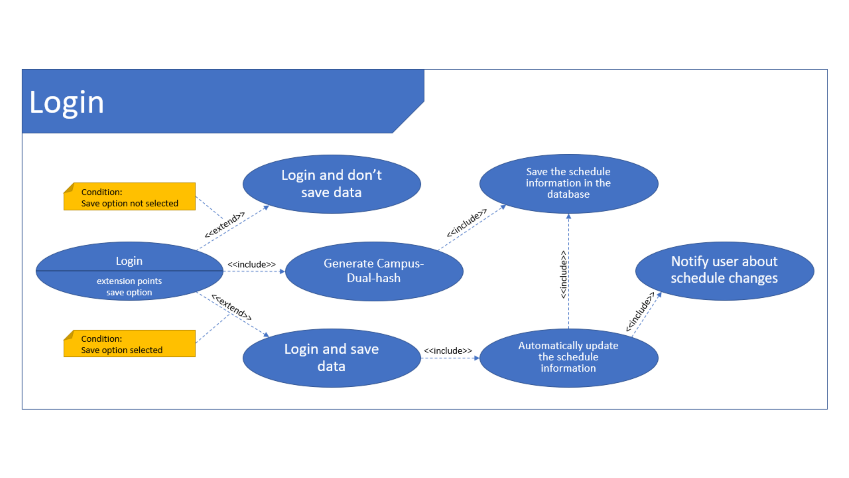 Login
Condition:
Save option not selected
Login and don't
save data
Save the schedule
information in the
database
<<extend>>
<<include>>
Login
extension points
save option
<<include>>
Generate Campus-
Dual-hash
<<include>>
Notify user about
schedule changes
<<extend>>
<<include>>
Condition:
Save option selected
Login and save
data
<<include>>
Automatically update
the schedule
information